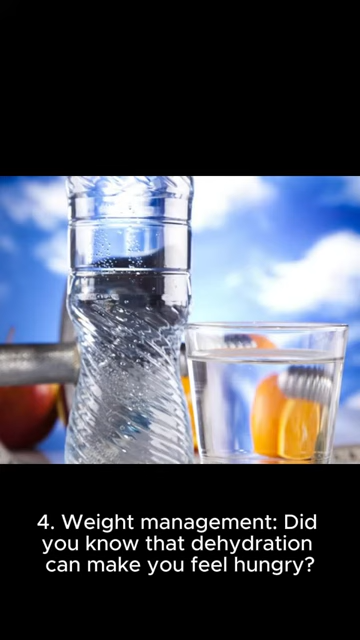 4. Weight management: Did
you know that dehydration
can make you feel hungry?